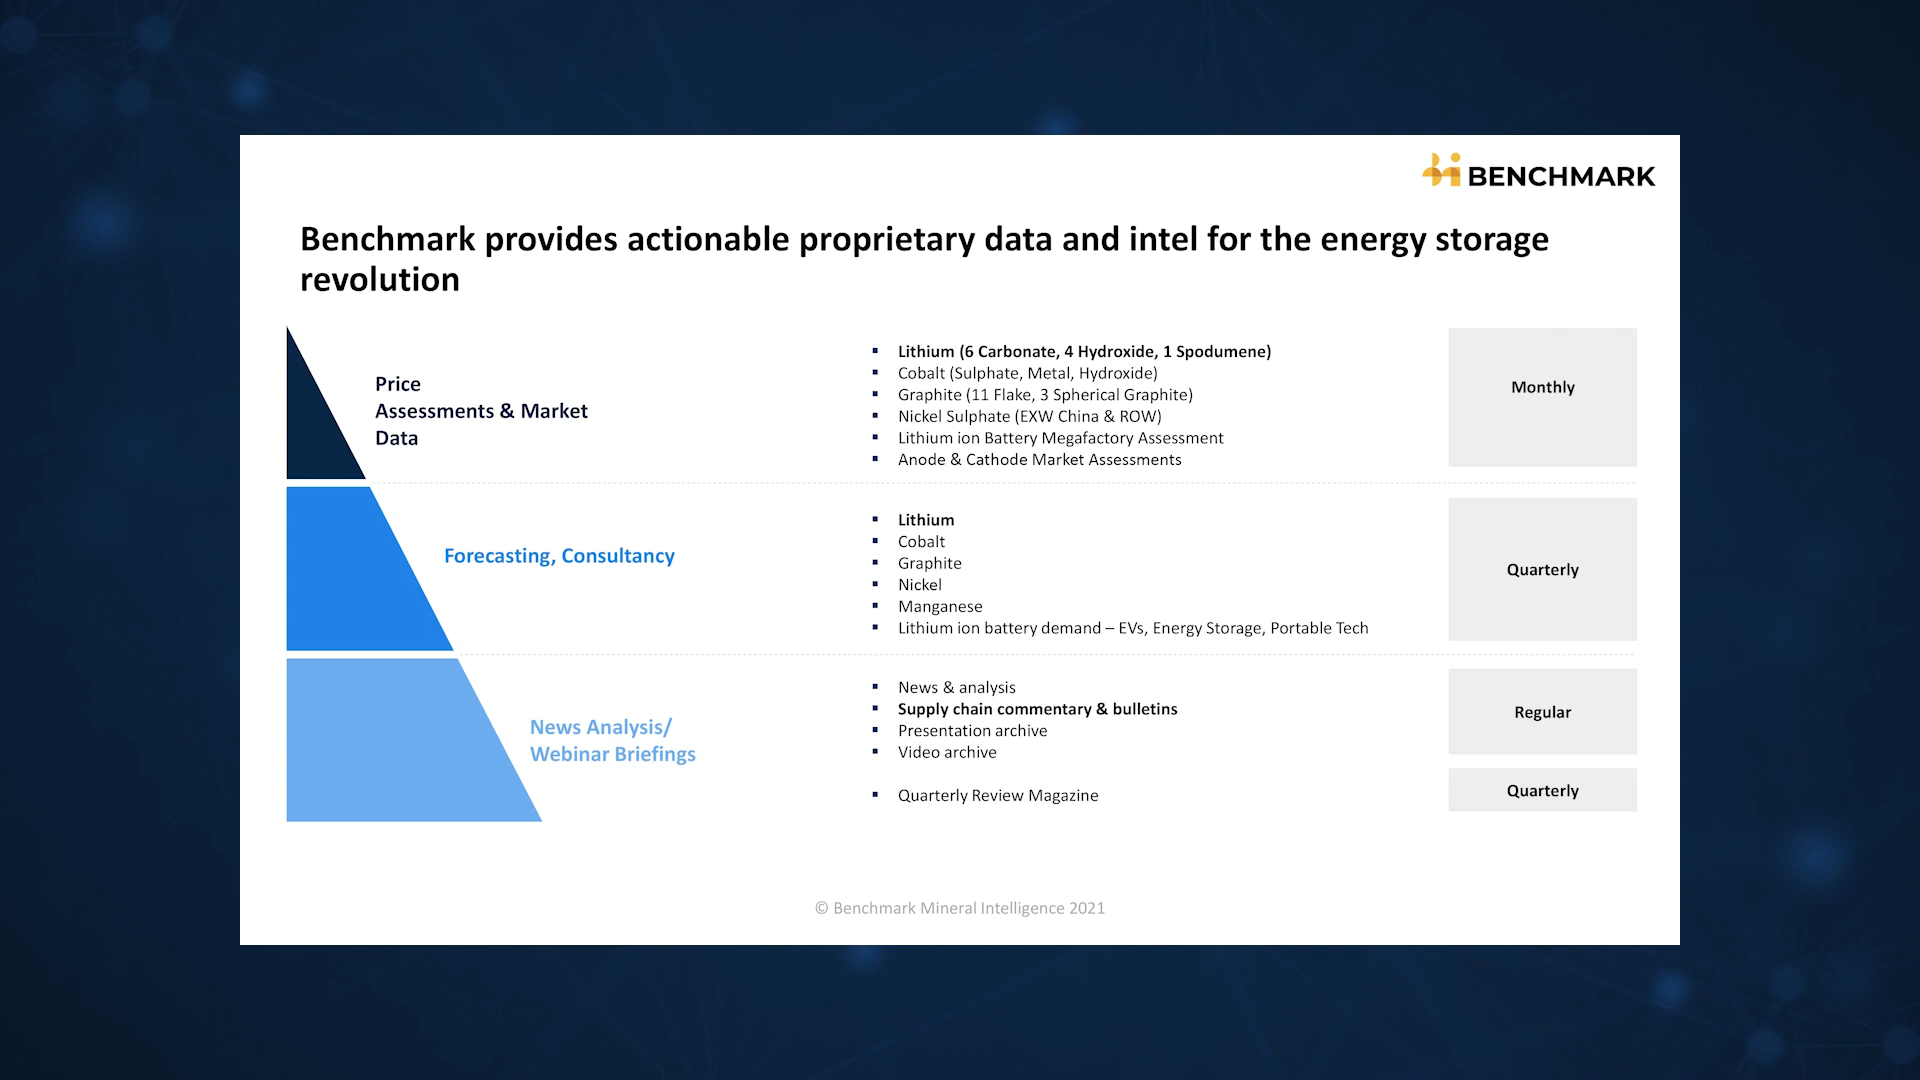 BENCHMARK
Benchmark provides actionable proprietary data and intel for the energy storage
revolution
Price
Assessments & Market
Data
▪ Lithium (6 Carbonate, 4 Hydroxide, 1 Spodumene)
▪ Cobalt (Sulphate, Metal, Hydroxide)
▪ Graphite (11 Flake, 3 Spherical Graphite)
▪ Nickel Sulphate (EXW China & ROW)
▪ Lithium ion Battery Megafactory Assessment
▪ Anode & Cathode Market Assessments
Monthly
Forecasting, Consultancy
▪ Lithium
▪ Cobalt
▪ Graphite
▪ Nickel
▪ Manganese
▪ Lithium ion battery demand – EVs, Energy Storage, Portable Tech
Quarterly
News Analysis/
Webinar Briefings
▪ News & analysis
▪ Supply chain commentary & bulletins
▪ Presentation archive
▪ Video archive
Regular
▪ Quarterly Review Magazine
Quarterly
© Benchmark Mineral Intelligence 2021